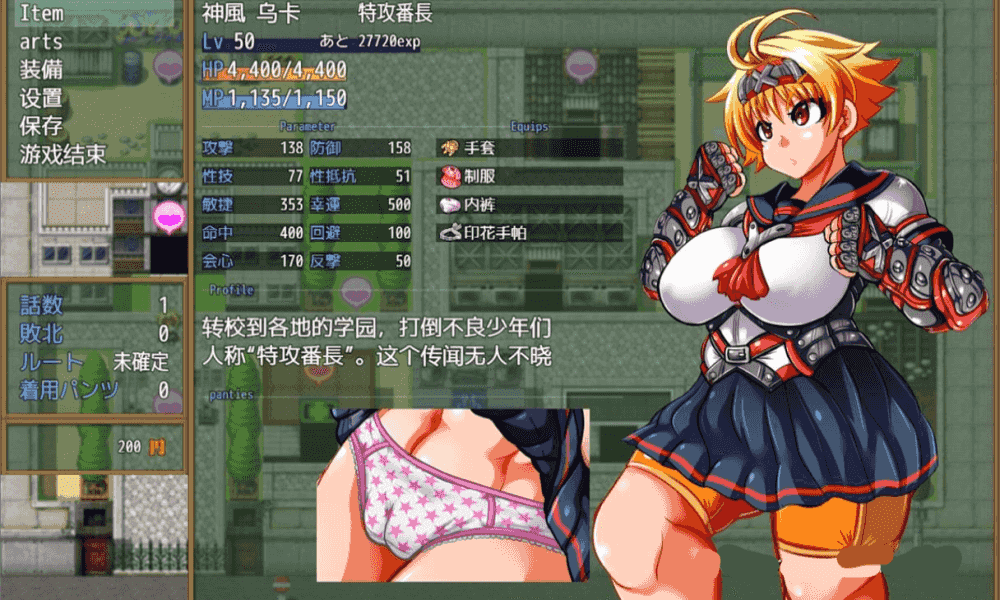 Item
arts
装備
设置
保存
游戏结束
話数 1
敗北 0
ルート 未確定
着用パンツ 0
200 円
神風 乌卡 特攻番長
Lv 50 あと 27720exp
HP 4,400/4,400
MP 1,135/1,150
Parameter Equips
攻撃 138 防御 158 手套
性技 77 性抵抗 51 制服
敏捷 353 幸運 500 内裤
命中 400 回避 100 印花手帕
会心 170 反撃 50
Profile
转校到各地的学园，打倒不良少年们
人称“特攻番長”。这个传闻无人不晓
panties